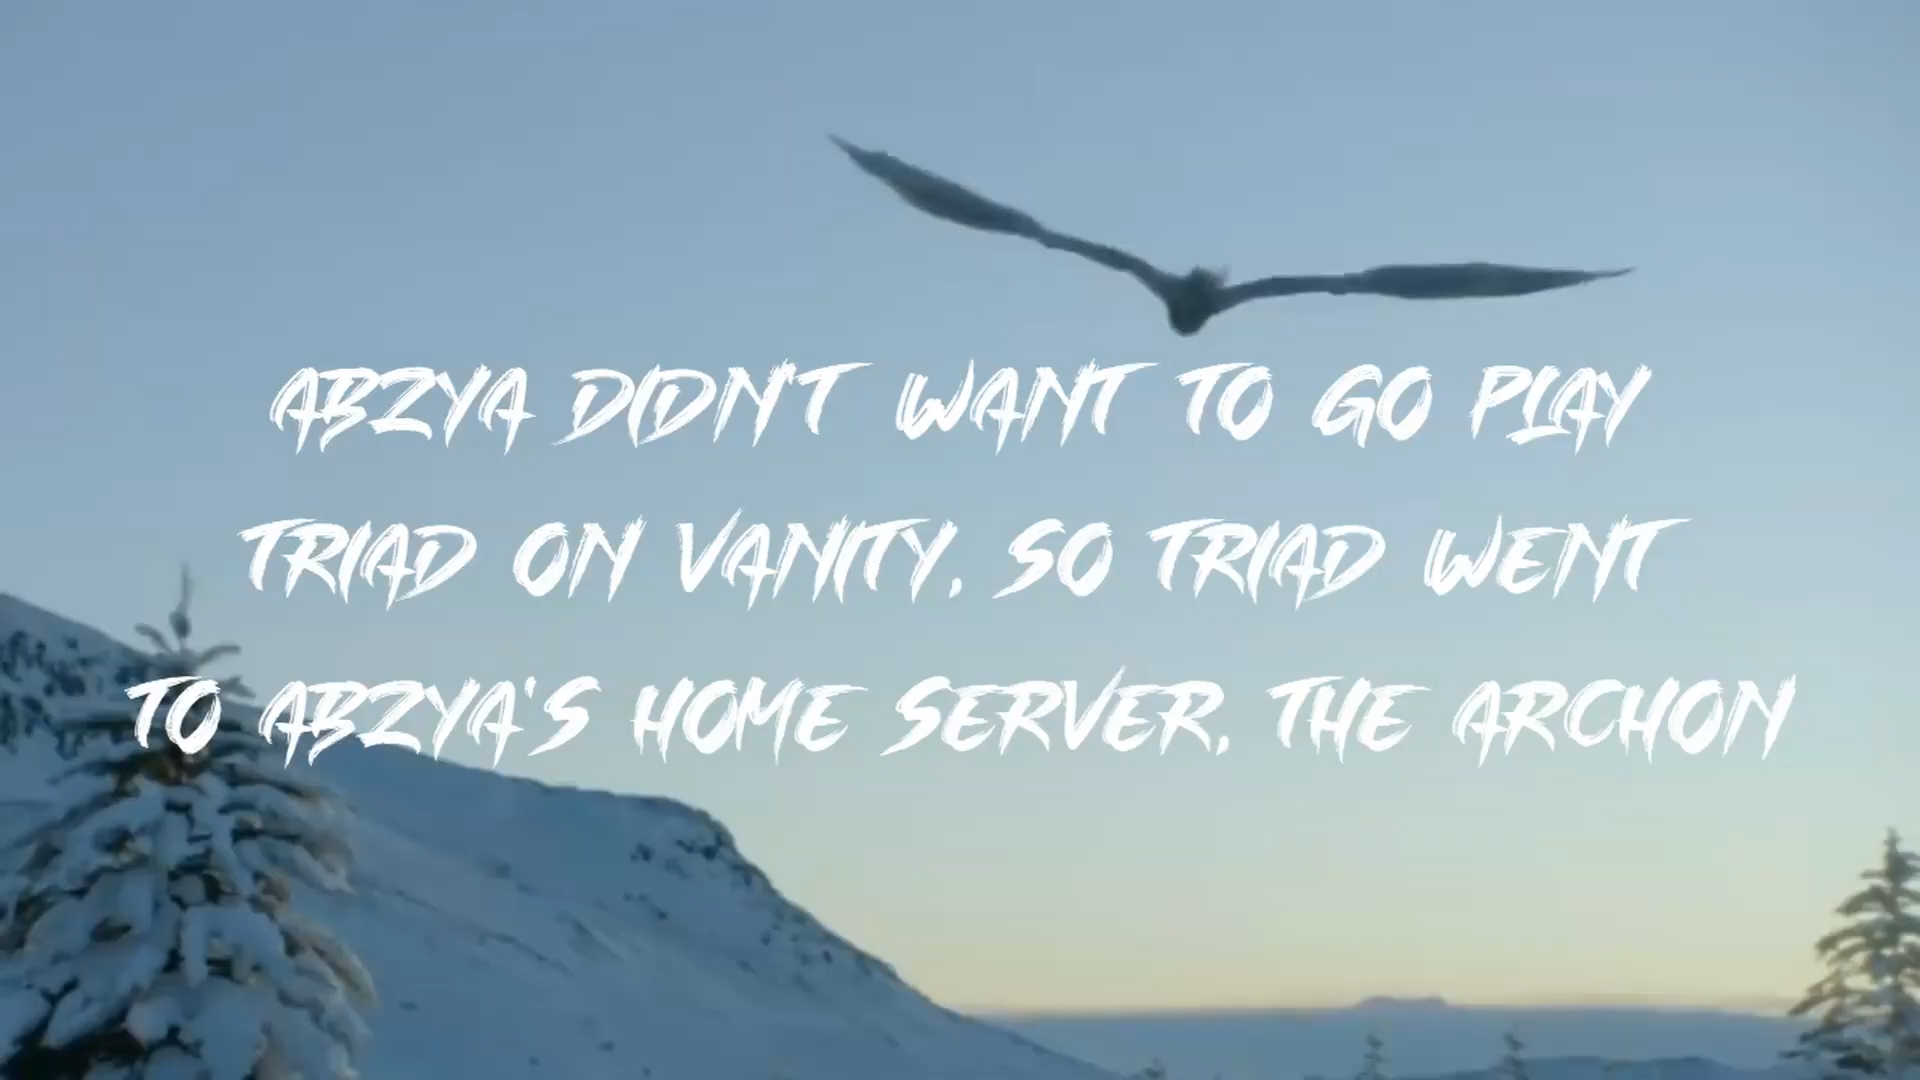 ABZYA DIDN'T WANT TO GO PLAY
TRIAD ON VANITY, SO TRIAD WENT
TO ABZYA'S HOME SERVER, THE ARCHON